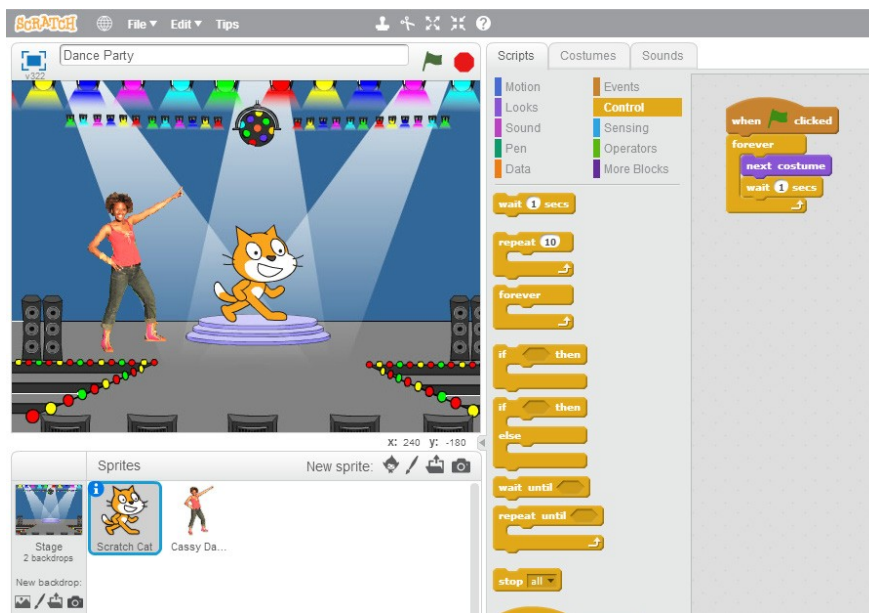 SCRATCH File▼ Edit▼ Tips
Dance Party
v322
x: 240 y: -180
Sprites New sprite:
Stage
2 backdrops
New backdrop:
Scratch Cat
Cassy Da...
Scripts Costumes Sounds
Motion Events
Looks Control
Sound Sensing
Pen Operators
Data More Blocks
wait 1 secs
repeat 10
forever
if then
if then
else
wait until
repeat until
stop all
when clicked
forever
next costume
wait 1 secs